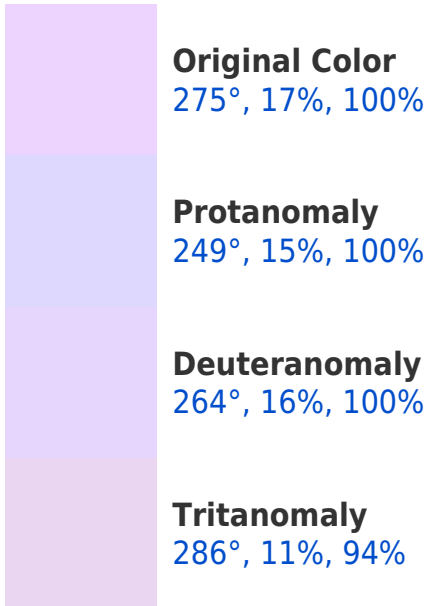 Original Color
275°, 17%, 100%
Protanomaly
249°, 15%, 100%
Deuteranomaly
264°, 16%, 100%
Tritanomaly
286°, 11%, 94%